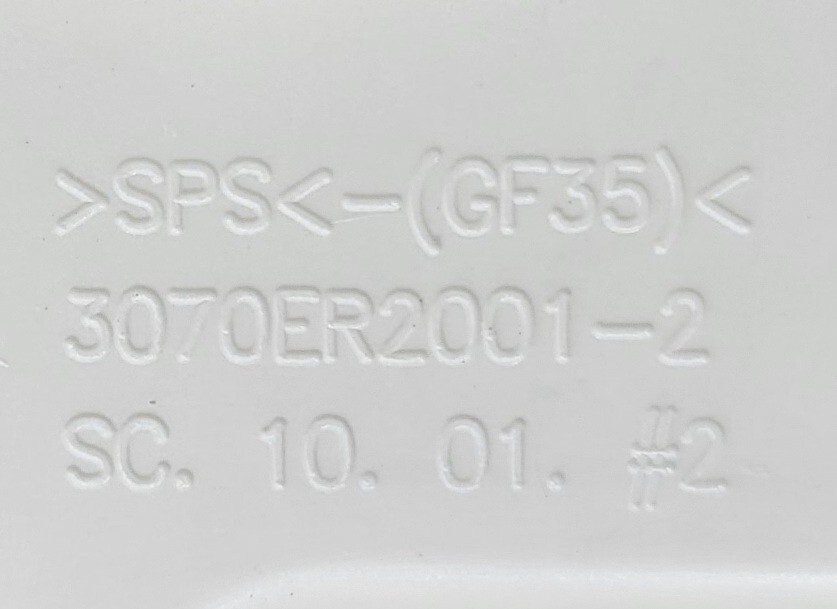 >SPS<-(GF35)<
3070ER2001-2
SC. 10. 01. #2